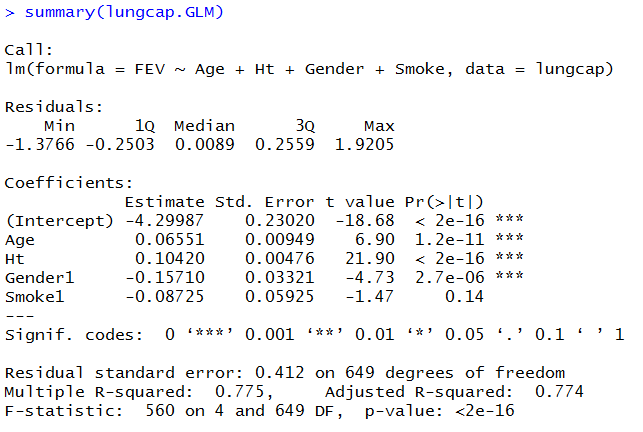 > summary(lungcap.GLM)
Call:
lm(formula = FEV ~ Age + Ht + Gender + Smoke, data = lungcap)
Residuals:
    Min      1Q  Median      3Q     Max
-1.3766 -0.2503  0.0089  0.2559  1.9205
Coefficients:
            Estimate Std. Error t value Pr(>|t|)
(Intercept) -4.29987    0.23020  -18.68  < 2e-16 ***
Age          0.06551    0.00949    6.90  1.2e-11 ***
Ht           0.10420    0.00476   21.90  < 2e-16 ***
Gender1     -0.15710    0.03321   -4.73  2.7e-06 ***
Smoke1      -0.08725    0.05925   -1.47     0.14
---
Signif. codes:  0 ‘***’ 0.001 ‘**’ 0.01 ‘*’ 0.05 ‘.’ 0.1 ‘ ’ 1
Residual standard error: 0.412 on 649 degrees of freedom
Multiple R-squared:  0.775,     Adjusted R-squared:  0.774
F-statistic:  560 on 4 and 649 DF,  p-value: <2e-16